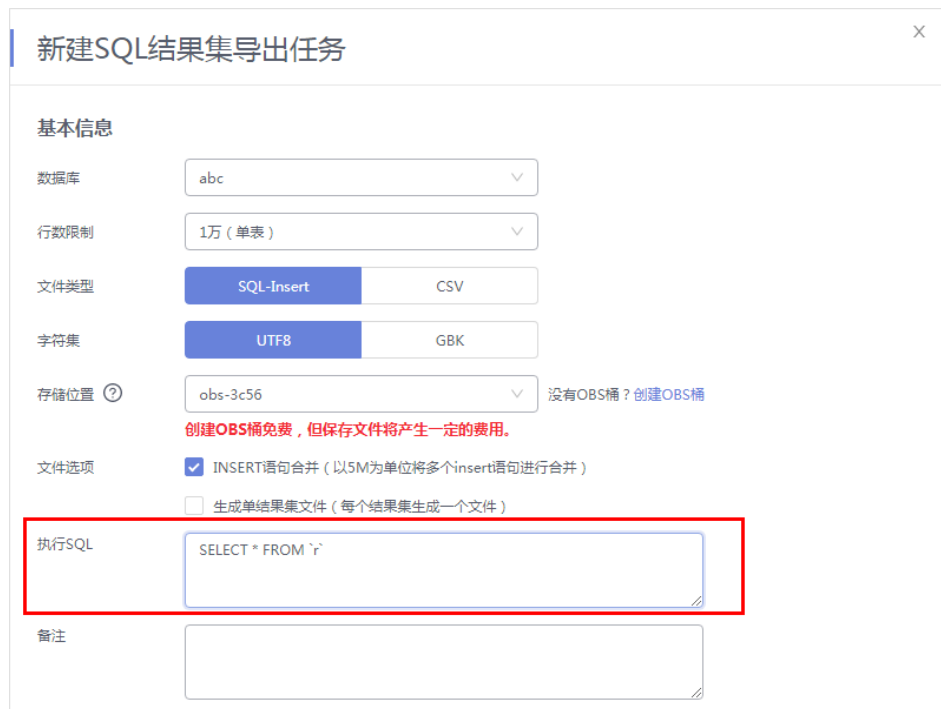 新建SQL结果集导出任务
基本信息
数据库 abc
行数限制 1万（单表）
文件类型 SQL-Insert CSV
字符集 UTF8 GBK
存储位置 ? obs-3c56 没有OBS桶？创建OBS桶
创建OBS桶免费，但保存文件将产生一定的费用。
文件选项 INSERT语句合并（以5M为单位将多个insert语句进行合并）
生成单结果集文件（每个结果集生成一个文件）
执行SQL SELECT * FROM `r`
备注